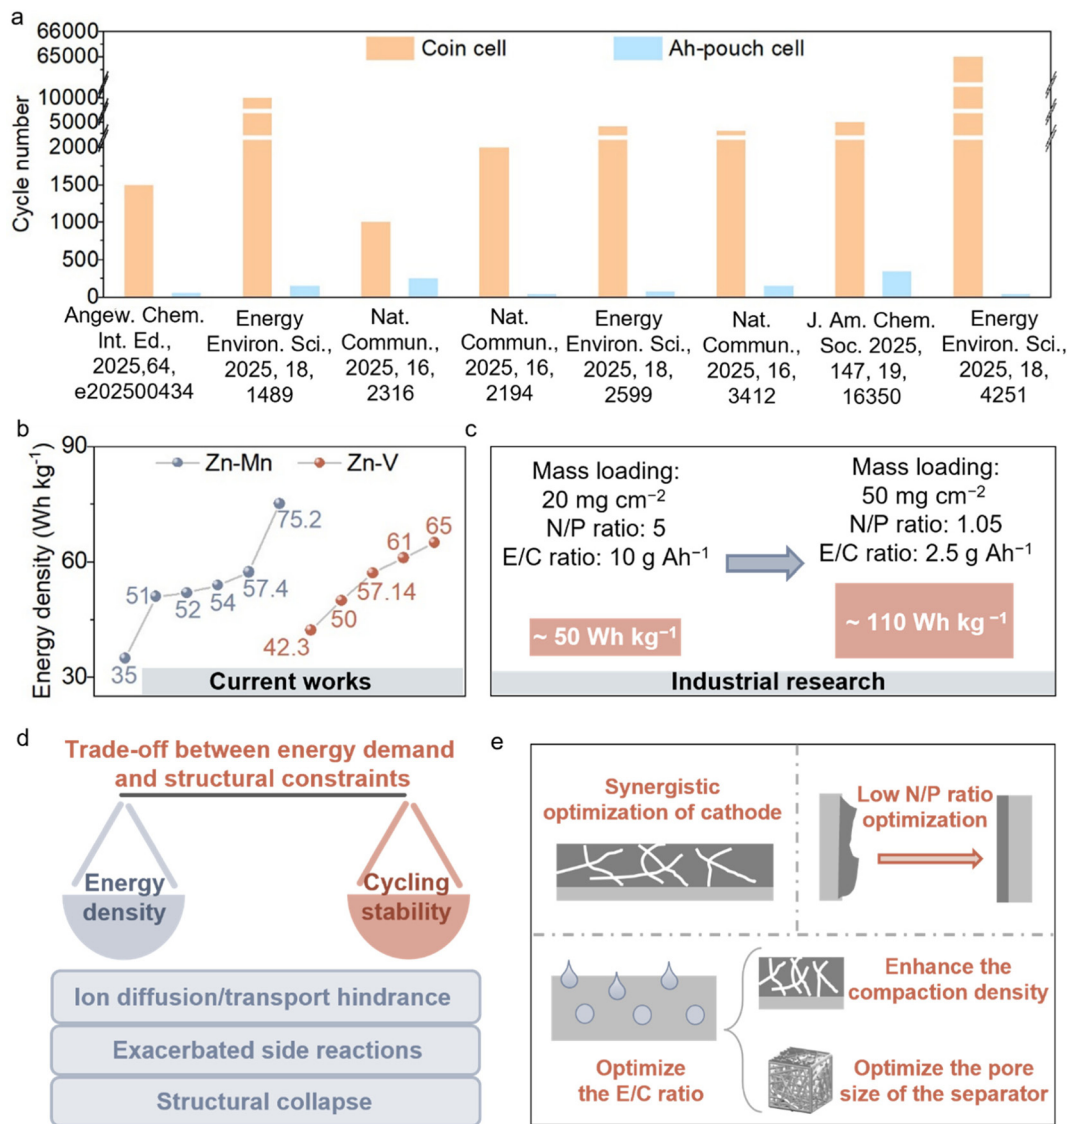 a
66000
65000
10000
5000
2000
1500
1000
500
0
Cycle number
Coin cell
Ah-pouch cell
Angew. Chem.
Int. Ed.,
2025,64,
e202500434
Energy
Environ. Sci.,
2025, 18,
1489
Nat.
Commun.,
2025, 16,
2316
Nat.
Commun.,
2025, 16,
2194
Energy
Environ. Sci.,
2025, 18,
2599
Nat.
Commun.,
2025, 16,
3412
J. Am. Chem.
Soc. 2025,
147, 19,
16350
Energy
Environ. Sci.,
2025, 18,
4251
b
90
60
30
Energy density (Wh kg⁻¹)
Zn-Mn
Zn-V
35
51
52
54
57.4
75.2
42.3
50
57.14
61
65
Current works
c
Mass loading:
20 mg cm⁻²
N/P ratio: 5
E/C ratio: 10 g Ah⁻¹
~ 50 Wh kg⁻¹
Mass loading:
50 mg cm⁻²
N/P ratio: 1.05
E/C ratio: 2.5 g Ah⁻¹
~ 110 Wh kg⁻¹
Industrial research
d
Trade-off between energy demand
and structural constraints
Energy
density
Cycling
stability
Ion diffusion/transport hindrance
Exacerbated side reactions
Structural collapse
e
Synergistic
optimization of cathode
Low N/P ratio
optimization
Optimize
the E/C ratio
Enhance the
compaction density
Optimize the pore
size of the separator